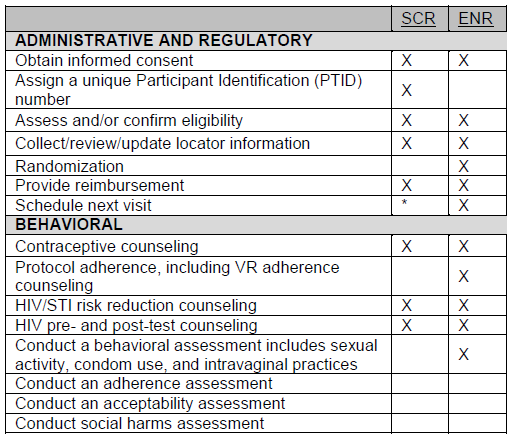 SCR ENR
ADMINISTRATIVE AND REGULATORY
Obtain informed consent X X
Assign a unique Participant Identification (PTID)
number X
Assess and/or confirm eligibility X X
Collect/review/update locator information X X
Randomization X
Provide reimbursement X X
Schedule next visit * X
BEHAVIORAL
Contraceptive counseling X X
Protocol adherence, including VR adherence
counseling X
HIV/STI risk reduction counseling X X
HIV pre- and post-test counseling X X
Conduct a behavioral assessment includes sexual
activity, condom use, and intravaginal practices X
Conduct an adherence assessment
Conduct an acceptability assessment
Conduct social harms assessment